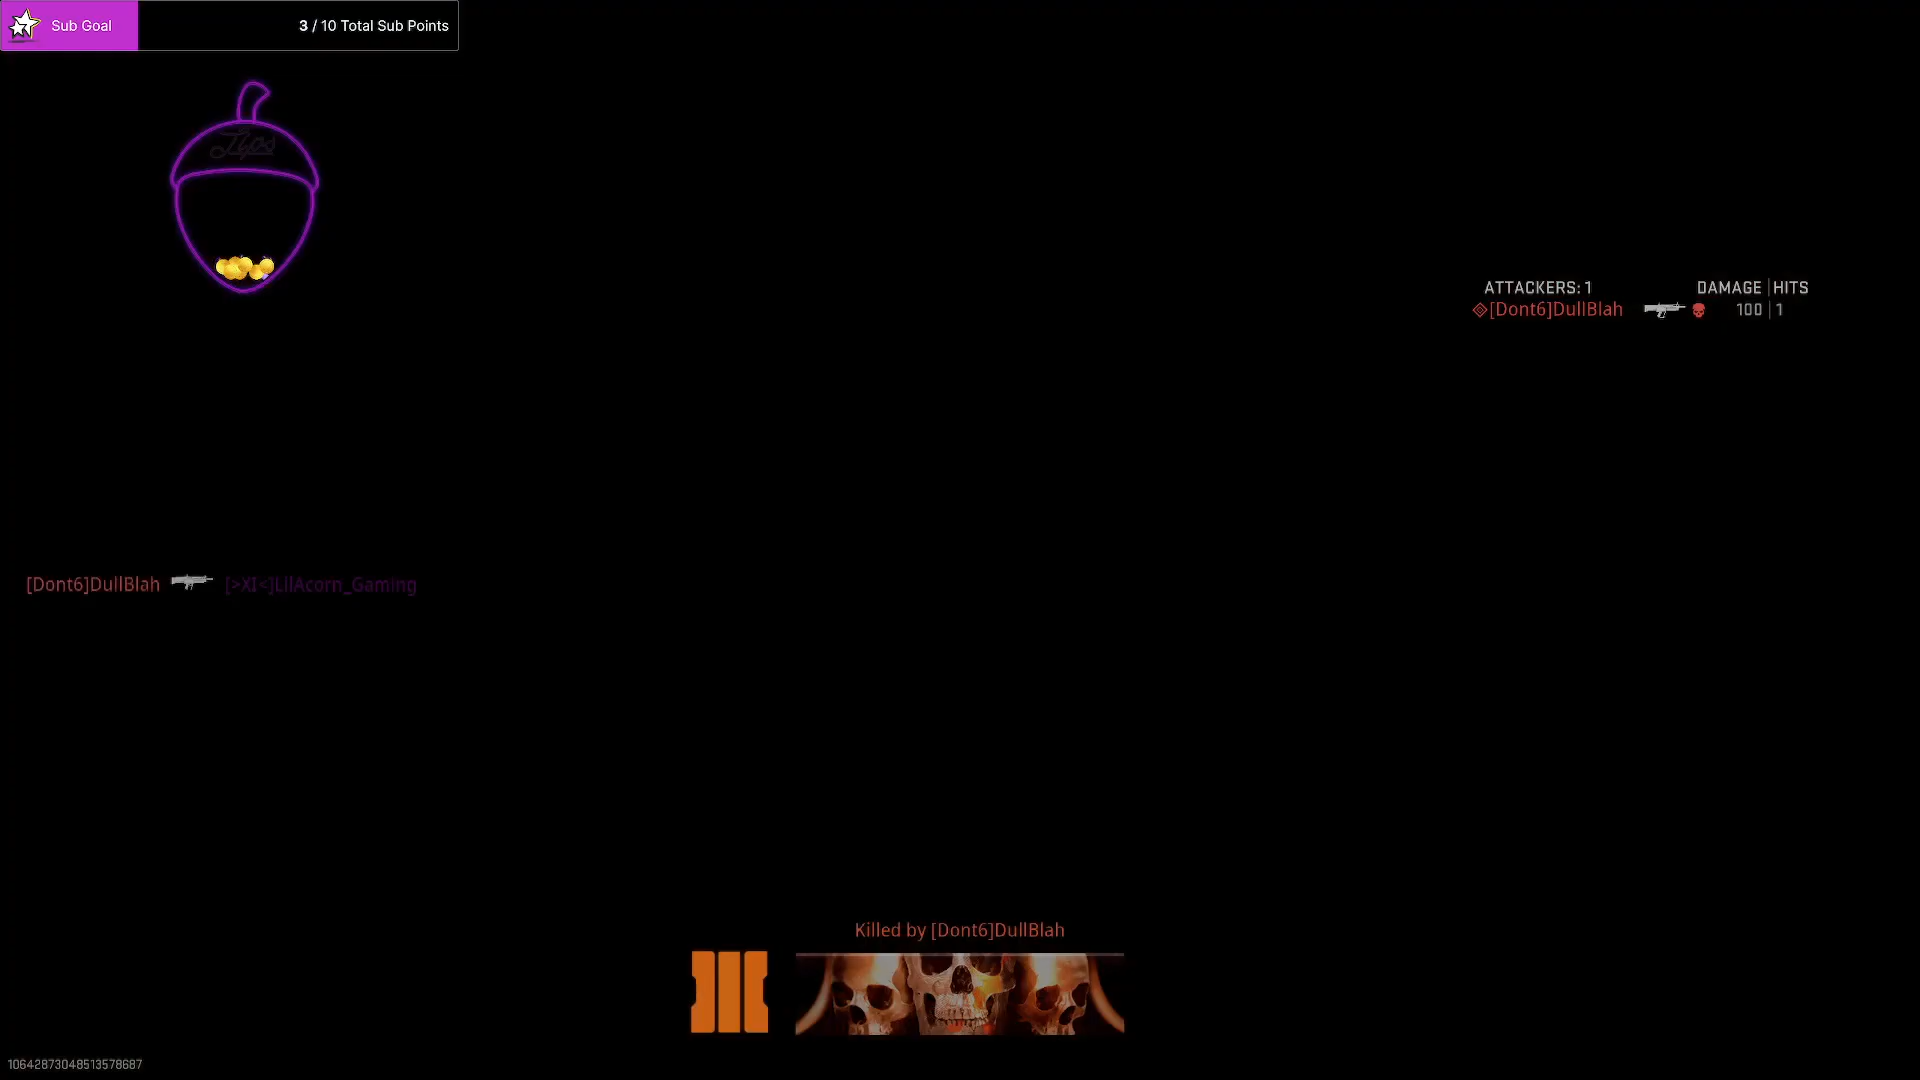 Sub Goal
3 / 10 Total Sub Points
Tips
ATTACKERS: 1 DAMAGE HITS
[Dont6]DullBlah 100 1
[Dont6]DullBlah [>XI<]LilAcorn_Gaming
Killed by [Dont6]DullBlah
10642873048513578687